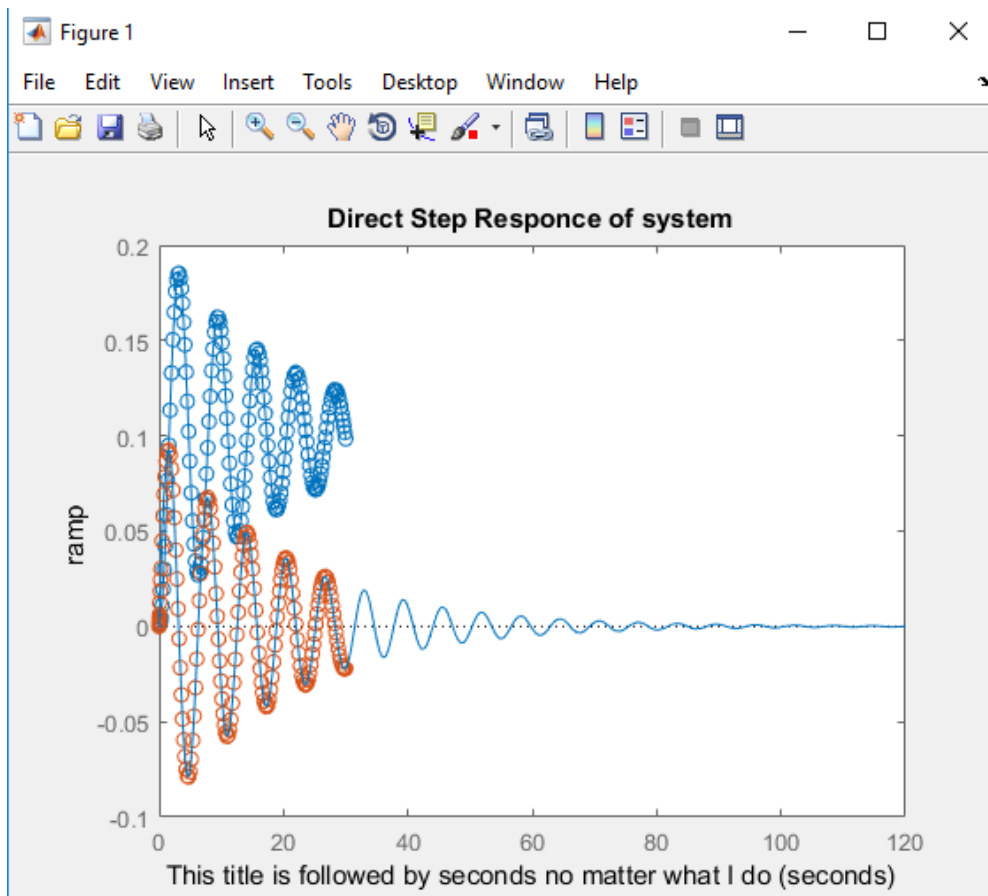 Figure 1
File Edit View Insert Tools Desktop Window Help
Direct Step Responce of system
0.2
0.15
0.1
0.05
0
-0.05
-0.1
ramp
0 20 40 60 80 100 120
This title is followed by seconds no matter what I do (seconds)